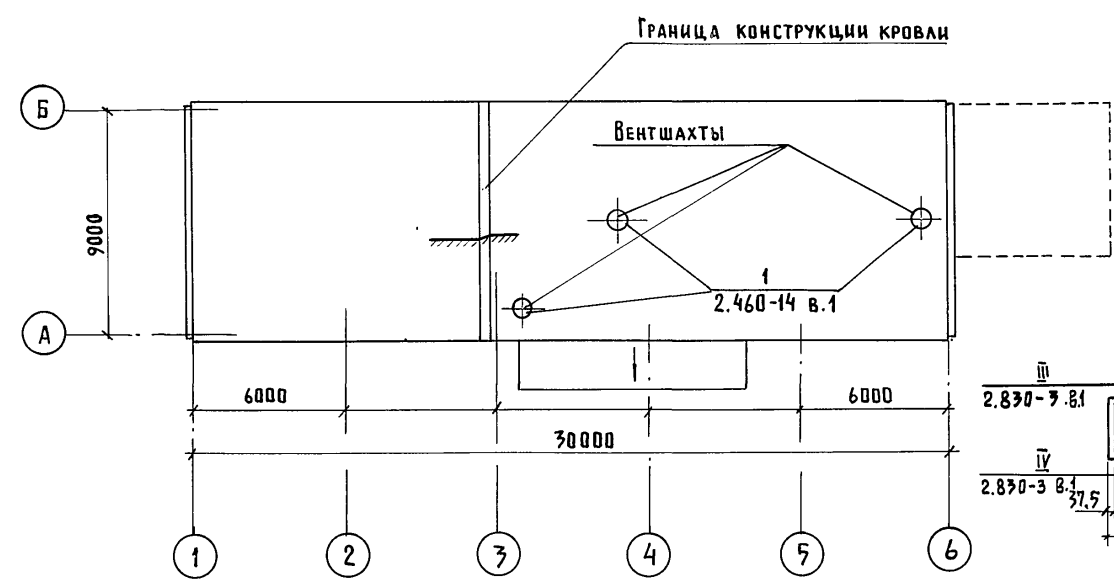 Граница конструкции кровли
Б
Вентшахты
9000
1
2.460-14 в.1
А
6000
6000
III
2.830-3 в.1
30000
IV
2.830-3 в.1
37,5
1
2
3
4
5
6